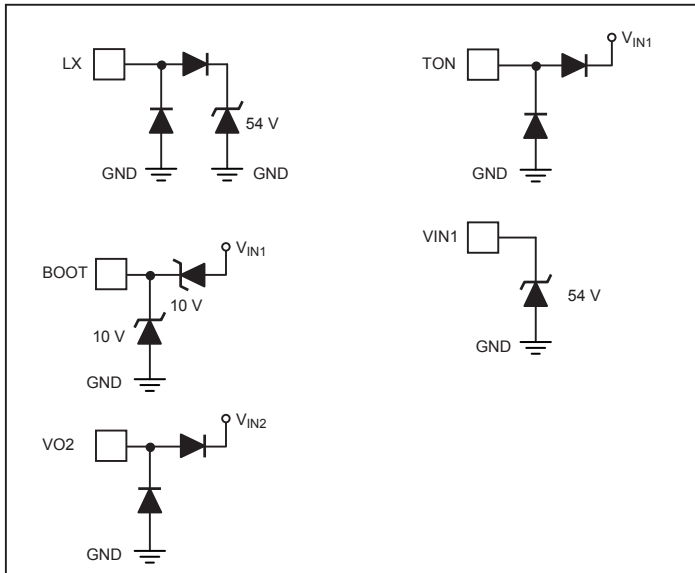 LX
54 V
GND
GND
V_IN1
TON
GND
V_IN1
BOOT
10 V
10 V
GND
VIN1
54 V
GND
V_IN2
VO2
GND